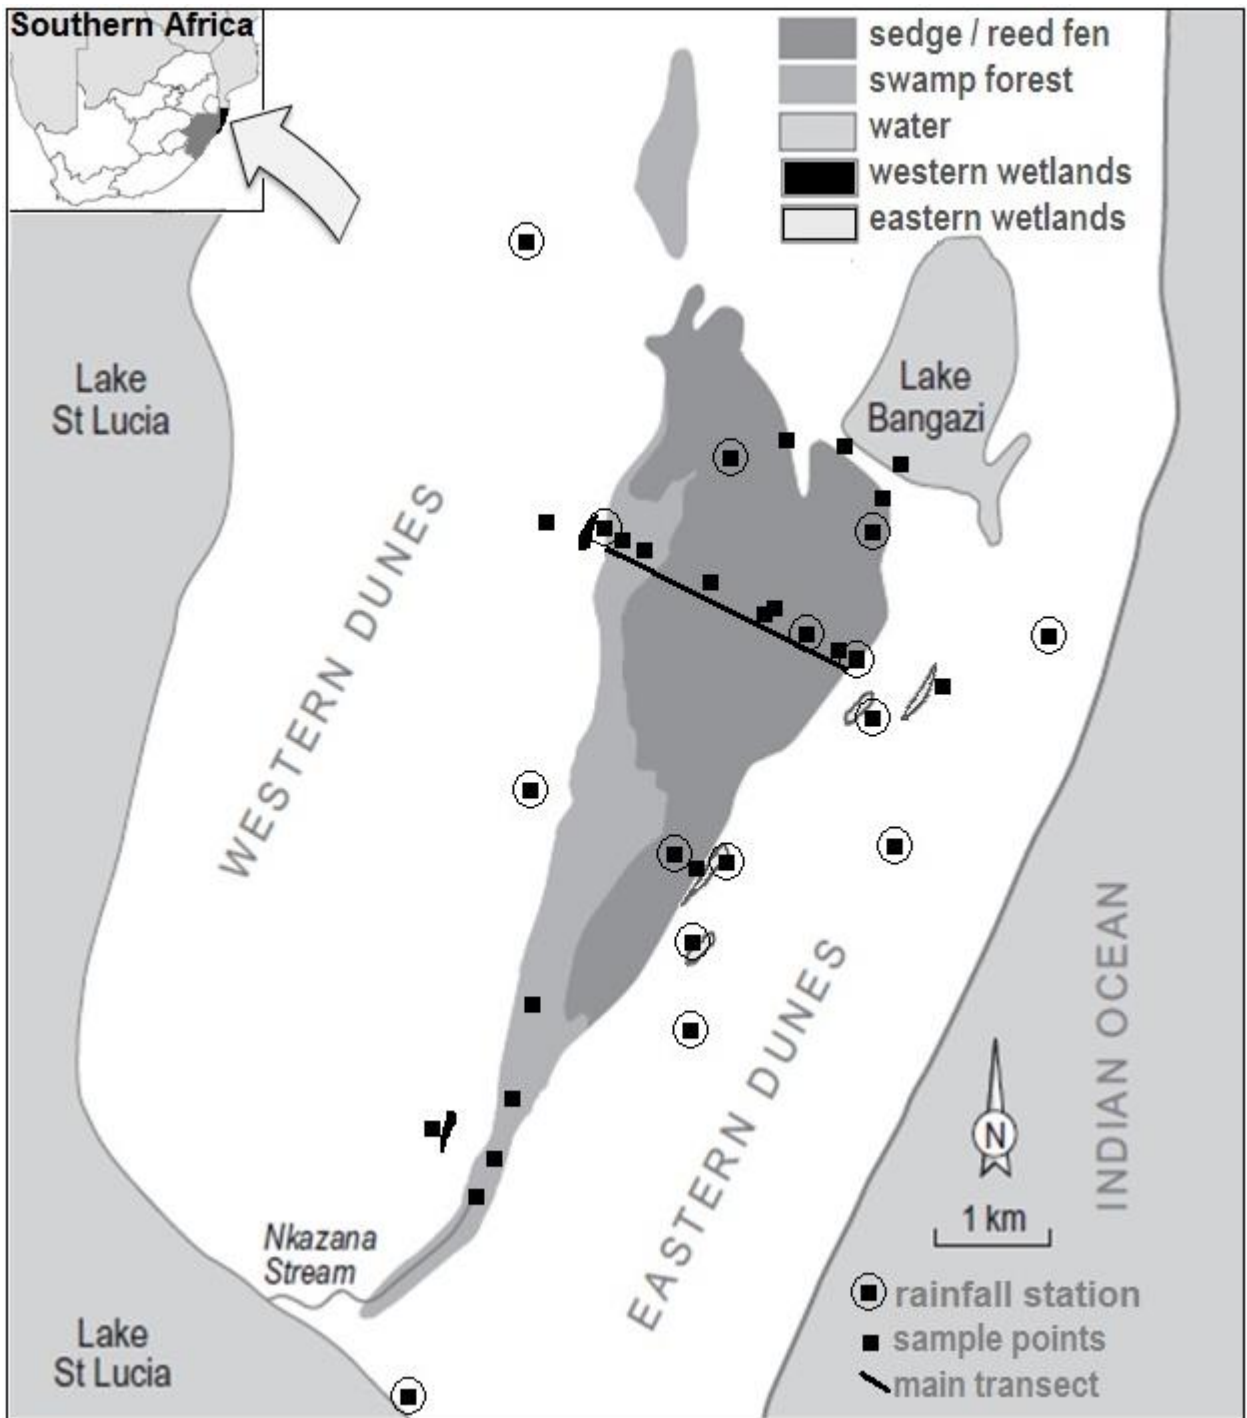 Southern Africa
sedge / reed fen
swamp forest
water
western wetlands
eastern wetlands
Lake
St Lucia
Lake
Bangazi
WESTERN DUNES
EASTERN DUNES
INDIAN OCEAN
N
1 km
Nkazana
Stream
Lake
St Lucia
rainfall station
sample points
main transect